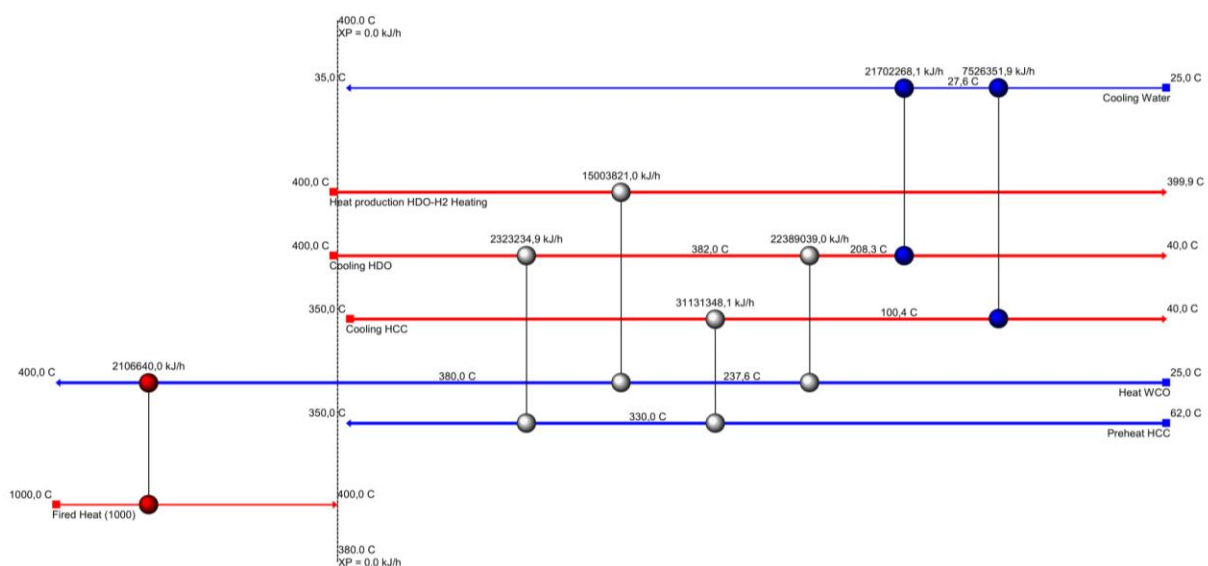 400.0 C
XP = 0.0 kJ/h
35,0 C
21702268,1 kJ/h
7526351,9 kJ/h
27,6 C
25,0 C
Cooling Water
400,0 C
15003821,0 kJ/h
399,9 C
Heat production HDO-H2 Heating
400,0 C
2323234,9 kJ/h
382,0 C
22389039,0 kJ/h
208,3 C
40,0 C
Cooling HDO
350,0 C
31131348,1 kJ/h
100,4 C
40,0 C
Cooling HCC
400,0 C
2106640,0 kJ/h
380,0 C
237,6 C
25,0 C
Heat WCO
350,0 C
330,0 C
62,0 C
Preheat HCC
1000,0 C
400,0 C
Fired Heat (1000)
380.0 C
XP = 0.0 kJ/h